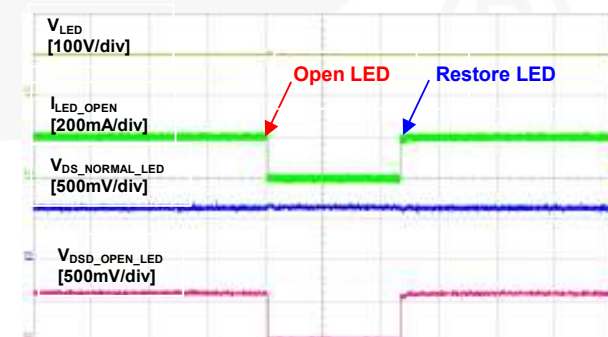 VLED
[100V/div]
Open LED
Restore LED
ILED_OPEN
[200mA/div]
VDS_NORMAL_LED
[500mV/div]
VDSD_OPEN_LED
[500mV/div]